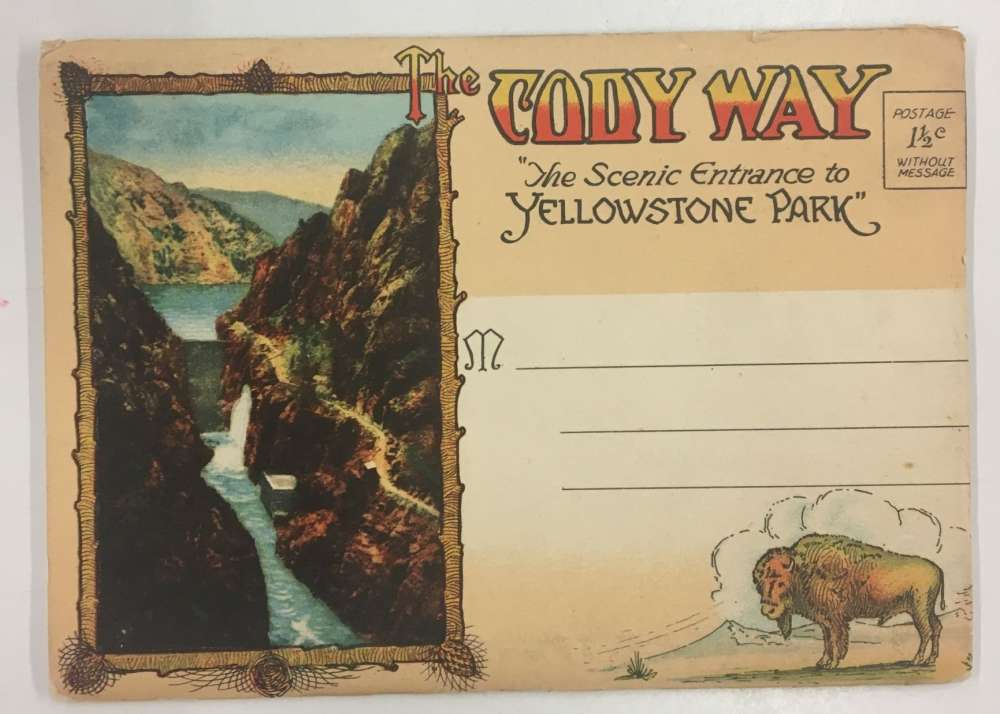 The CODY WAY
"The Scenic Entrance to
YELLOWSTONE PARK"
POSTAGE
1½c
WITHOUT
MESSAGE
M